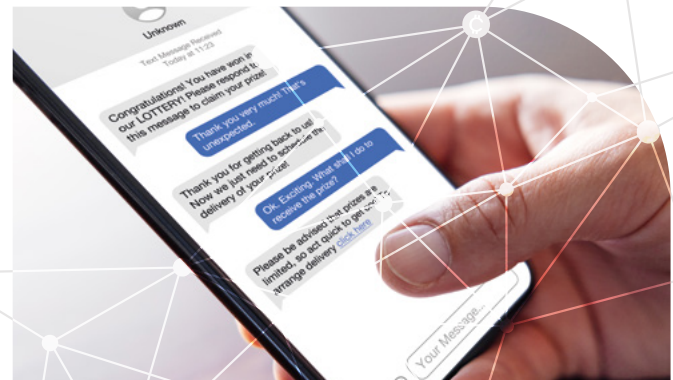 Unknown
Text Message Received
Today at 11:23
Congratulations! You have won in
our LOTTERY! Please respond to
this message to claim your prize!
Thank you very much! That's
unexpected.
Thank you for getting back to us!
Now we just need to schedule the
delivery of your prize!
Ok. Exciting. What shall I do to
receive the prize?
Please be advised that prizes are
limited, so act quick to get
arrange delivery click here
Your Message...